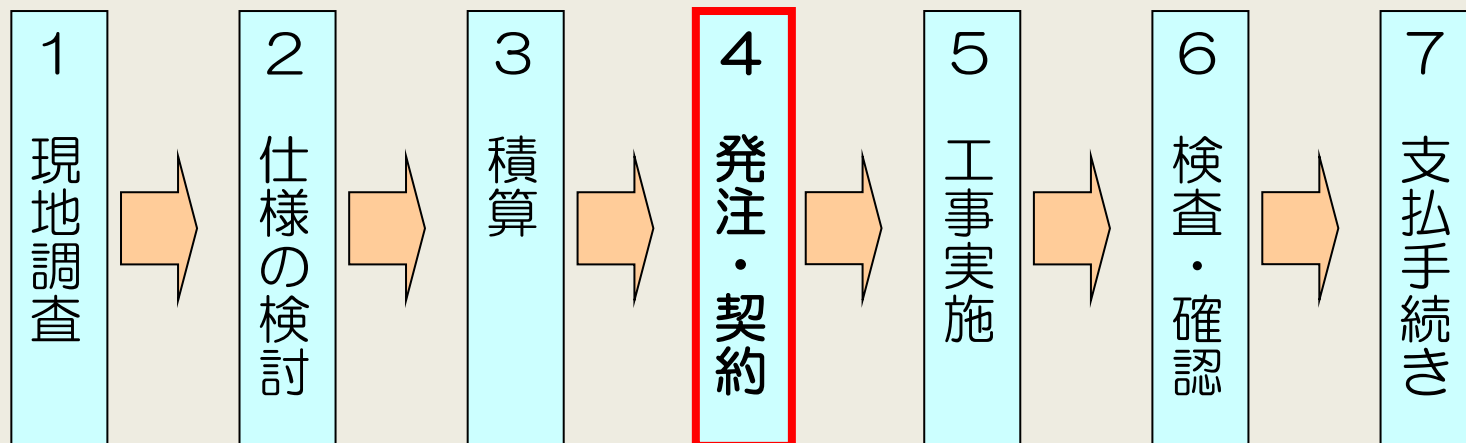 １　現地調査
２　仕様の検討
３　積算
４　発注・契約
５　工事実施
６　検査・確認
７　支払手続き